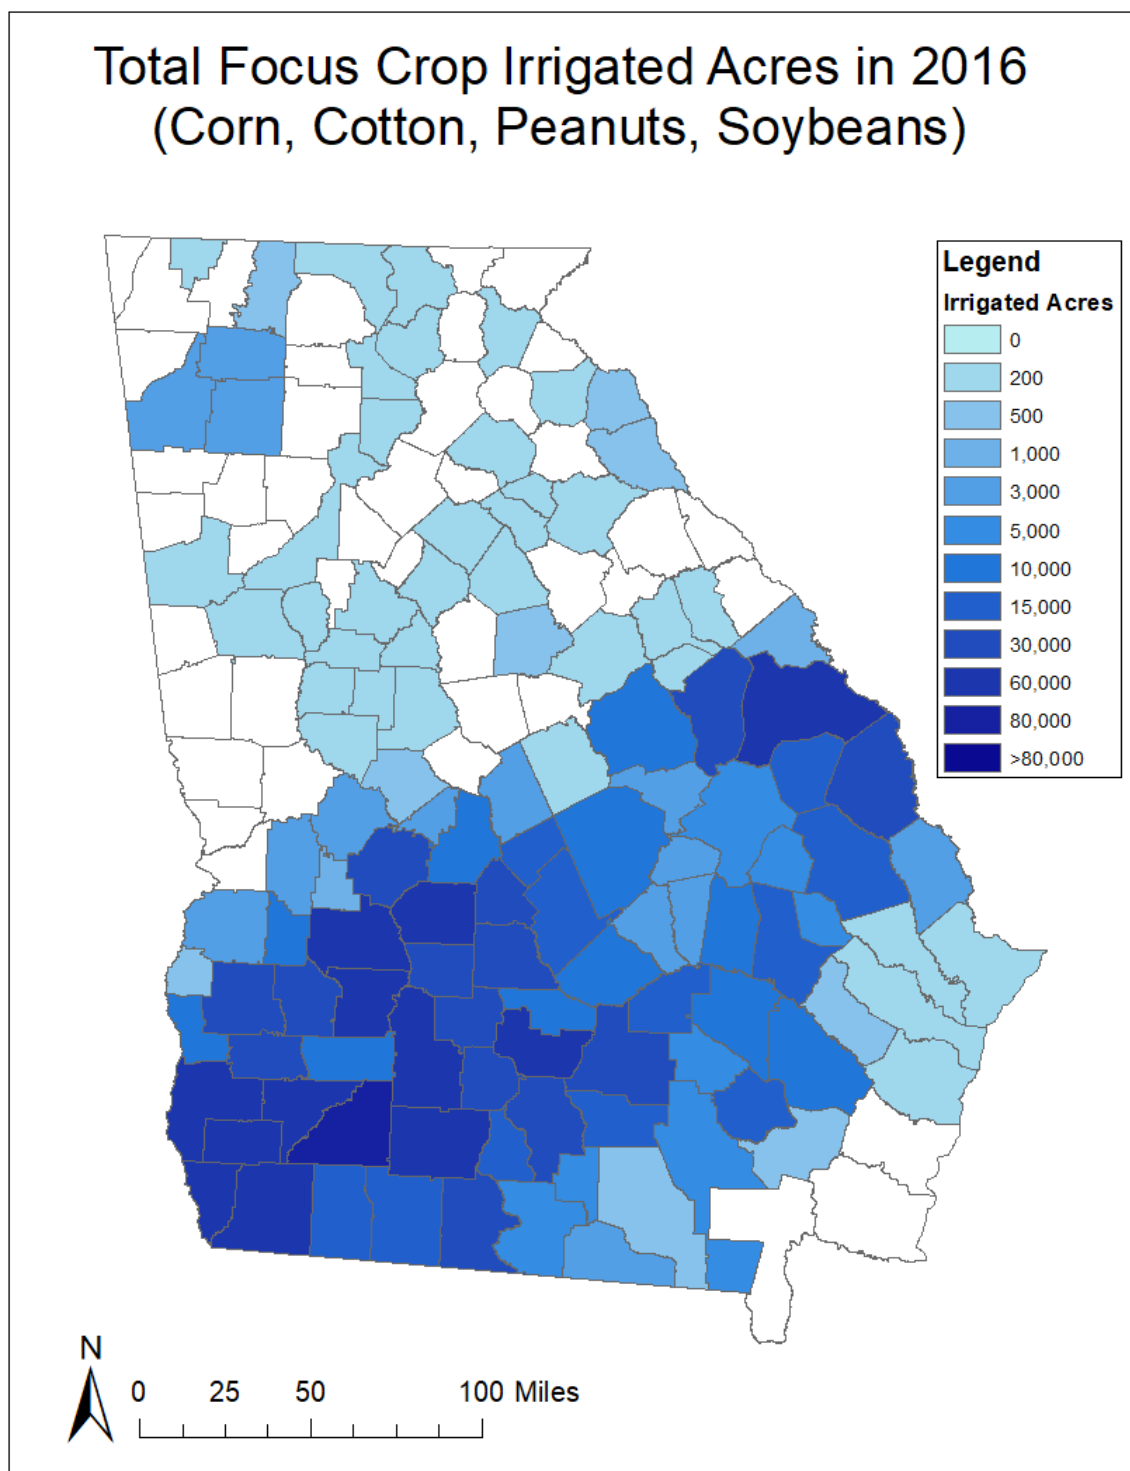 Total Focus Crop Irrigated Acres in 2016
(Corn, Cotton, Peanuts, Soybeans)
Legend
Irrigated Acres
0
200
500
1,000
3,000
5,000
10,000
15,000
30,000
60,000
80,000
>80,000
N
0 25 50 100 Miles